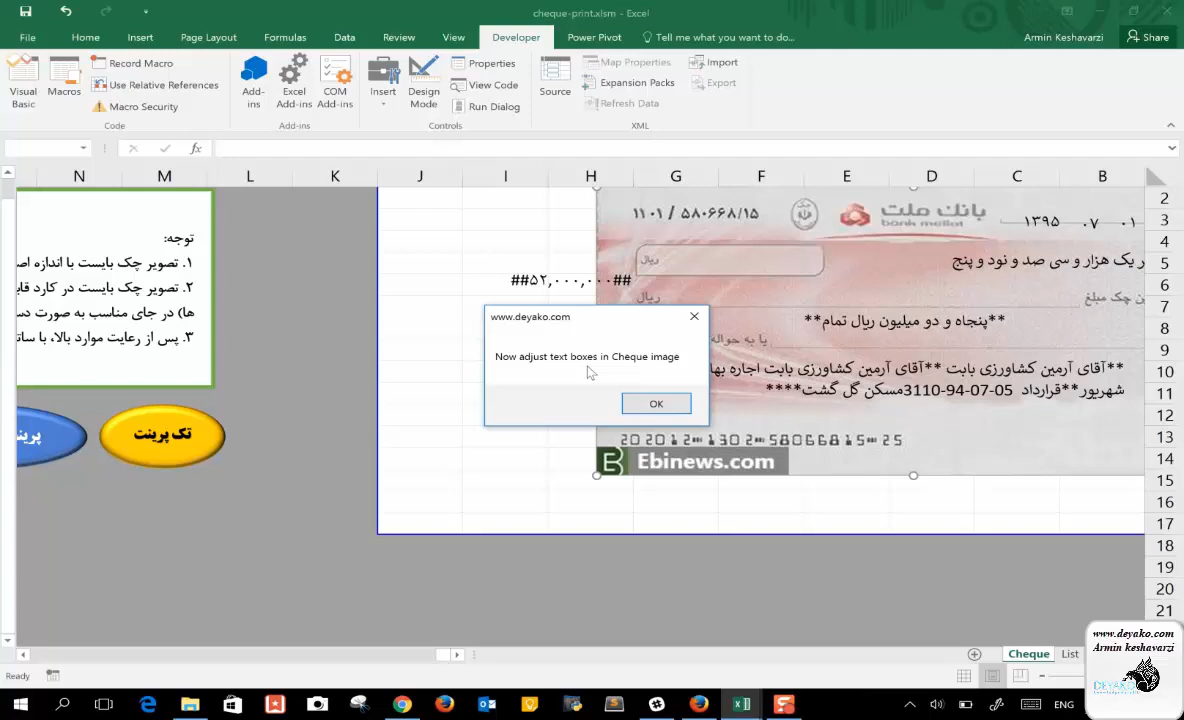 cheque-print.xlsm - Excel
File Home Insert Page Layout Formulas Data Review View Developer Power Pivot Tell me what you want to do... Armin Keshavarzi Share
Visual Basic
Macros
Record Macro
Use Relative References
Macro Security
Code
Add-ins
Excel Add-ins
COM Add-ins
Add-ins
Insert
Design Mode
Properties
View Code
Run Dialog
Controls
Source
Map Properties
Expansion Packs
Refresh Data
Import
Export
XML
fx
N M L K J I H G F E D C B
2
3
4
5
6
7
8
9
10
11
12
13
14
15
16
17
18
19
20
21
توجه:
۱. تصویر چک بایست با اندازه
۲. تصویر چک بایست در کارد
ها) در جای مناسب به صورت
۳. پس از رعایت موارد بالا، با
تک پرینت
۱۱۰۱ / ۵۸۰۶۶۸/۱۵
بانک ملت
bank mellat
۱۳۹۵ ۰۷ ۰۱
یک هزار و سی صد و نود و پنج
ریال
##۵۲,۰۰۰,۰۰۰##
چک مبلغ
ریال
**پنجاه و دو میلیون ریال تمام**
یا به حواله
**آقای آرمین کشاورزی بابت **آقای آرمین کشاورزی بابت اجاره
شهریور**قرارداد 3110-94-07-05مسکن گل گشت****
Ebinews.com
www.deyako.com
Now adjust text boxes in Cheque image
OK
Cheque List
Ready
www.deyako.com
Armin keshavarzi
DEYAKO
ENG